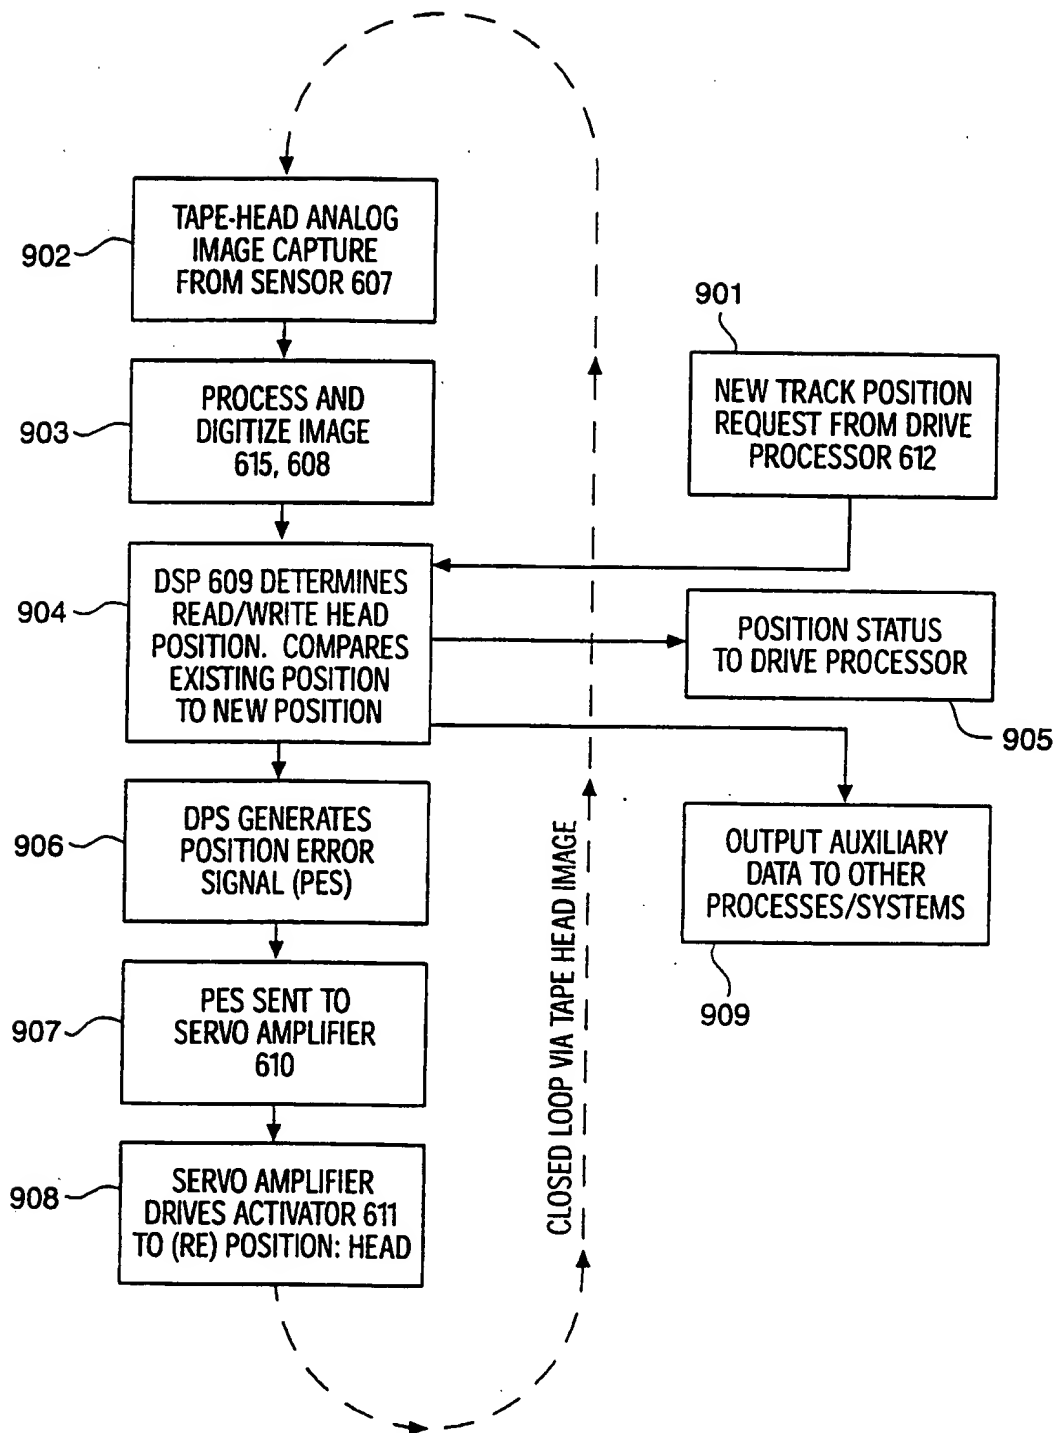 902
TAPE-HEAD ANALOG
IMAGE CAPTURE
FROM SENSOR 607
903
PROCESS AND
DIGITIZE IMAGE
615, 608
901
NEW TRACK POSITION
REQUEST FROM DRIVE
PROCESSOR 612
904
DSP 609 DETERMINES
READ/WRITE HEAD
POSITION. COMPARES
EXISTING POSITION
TO NEW POSITION
POSITION STATUS
TO DRIVE PROCESSOR
905
906
DPS GENERATES
POSITION ERROR
SIGNAL (PES)
OUTPUT AUXILIARY
DATA TO OTHER
PROCESSES/SYSTEMS
909
907
PES SENT TO
SERVO AMPLIFIER
610
908
SERVO AMPLIFIER
DRIVES ACTIVATOR 611
TO (RE) POSITION: HEAD
CLOSED LOOP VIA TAPE HEAD IMAGE